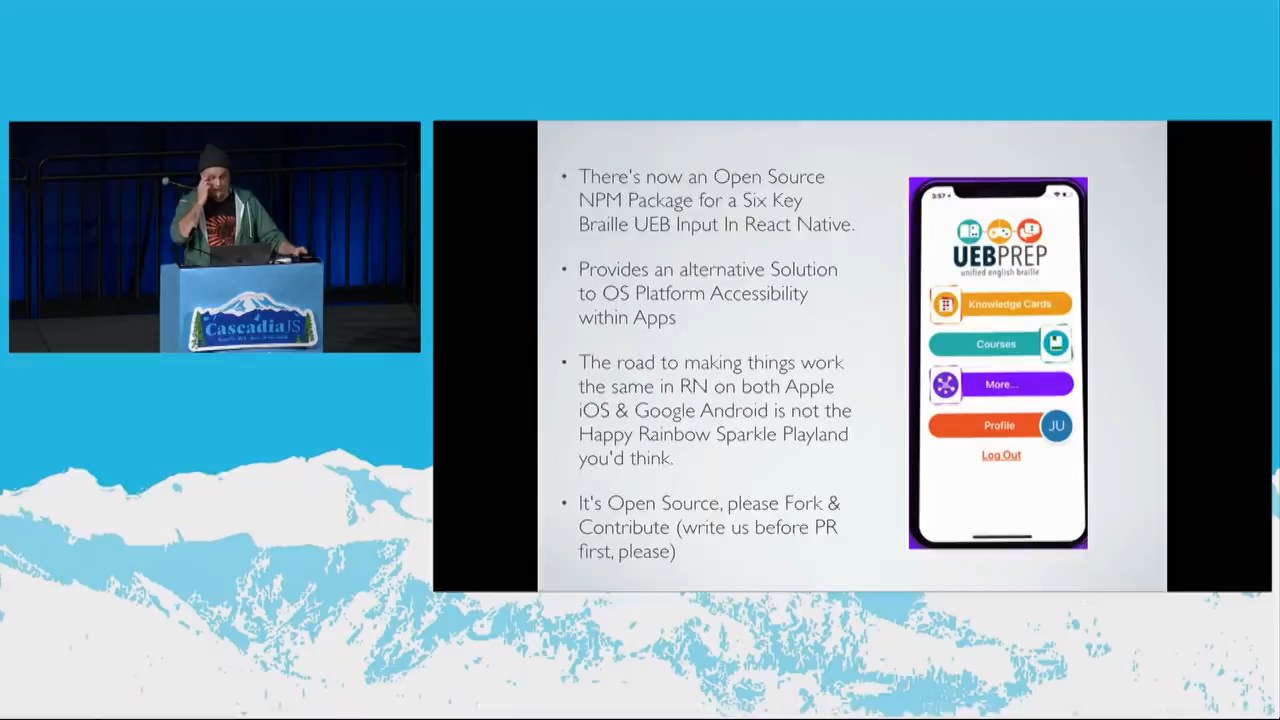 CascadiaJS
• There's now an Open Source
NPM Package for a Six Key
Braille UEB Input In React Native.
• Provides an alternative Solution
to OS Platform Accessibility
within Apps
• The road to making things work
the same in RN on both Apple
iOS & Google Android is not the
Happy Rainbow Sparkle Playland
you'd think.
• It's Open Source, please Fork &
Contribute (write us before PR
first, please)
3:57
UEBPREP
unified english braille
Knowledge Cards
Courses
More...
Profile
JU
Log Out